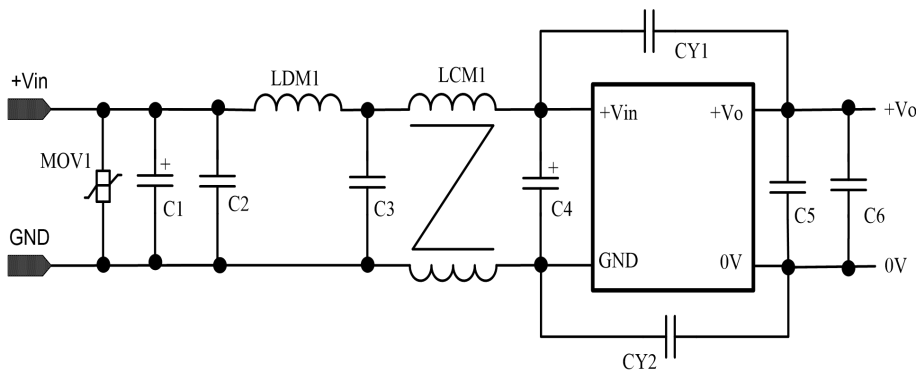 CY1
+Vin
LDM1
LCM1
+Vin
+Vo
+Vo
MOV1
+
C1
C2
C3
+
C4
C5
C6
GND
GND
0V
0V
CY2